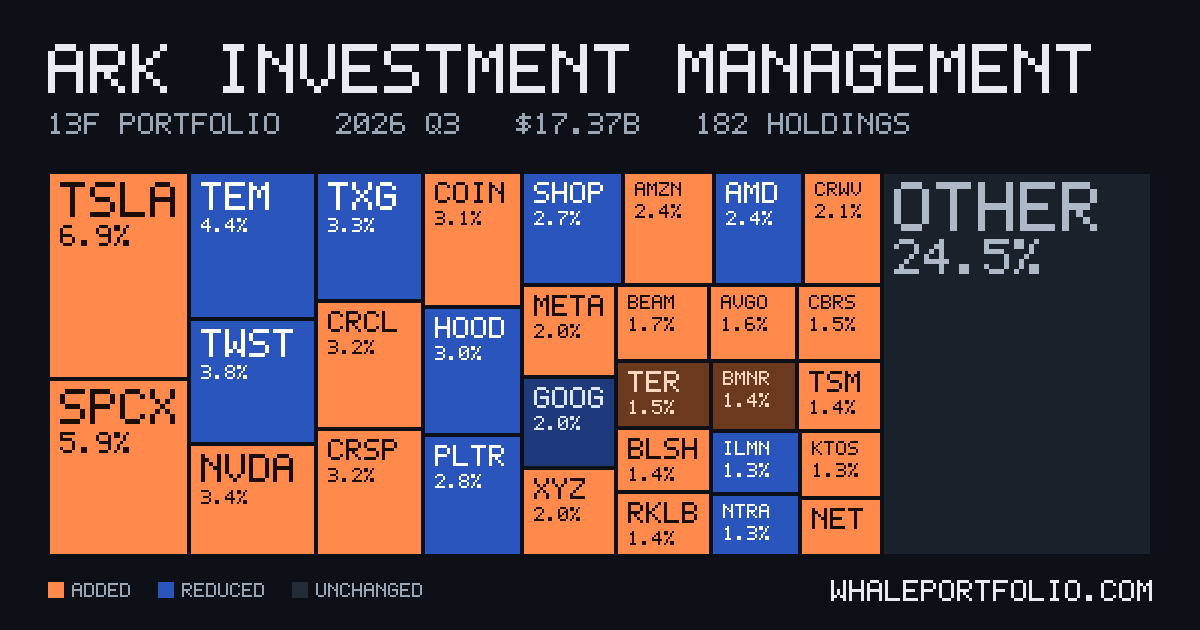 ARK INVESTMENT MANAGEMENT
13F PORTFOLIO 2026 Q3 $17.37B 182 HOLDINGS
TSLA
6.9%
SPCX
5.9%
TEM
4.4%
TWST
3.8%
NVDA
3.4%
TXG
3.3%
CRCL
3.2%
CRSP
3.2%
COIN
3.1%
HOOD
3.0%
PLTR
2.8%
SHOP
2.7%
AMZN
2.4%
AMD
2.4%
CRWV
2.1%
META
2.0%
GOOG
2.0%
XYZ
2.0%
BEAM
1.7%
AVGO
1.6%
CBRS
1.5%
TER
1.5%
BMNR
1.4%
TSM
1.4%
BLSH
1.4%
RKLB
1.4%
ILMN
1.3%
NTRA
1.3%
KTOS
1.3%
NET
OTHER
24.5%
ADDED REDUCED UNCHANGED
WHALEPORTFOLIO.COM